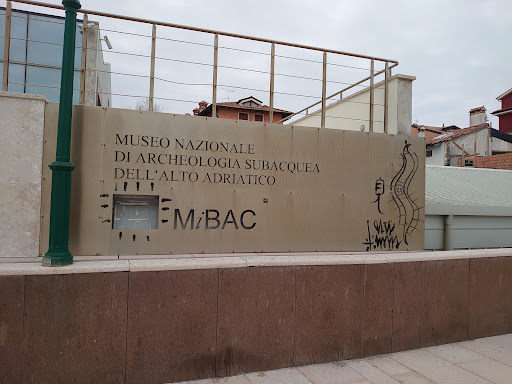 MUSEO NAZIONALE
DI ARCHEOLOGIA SUBACQUEA
DELL'ALTO ADRIATICO
MiBAC